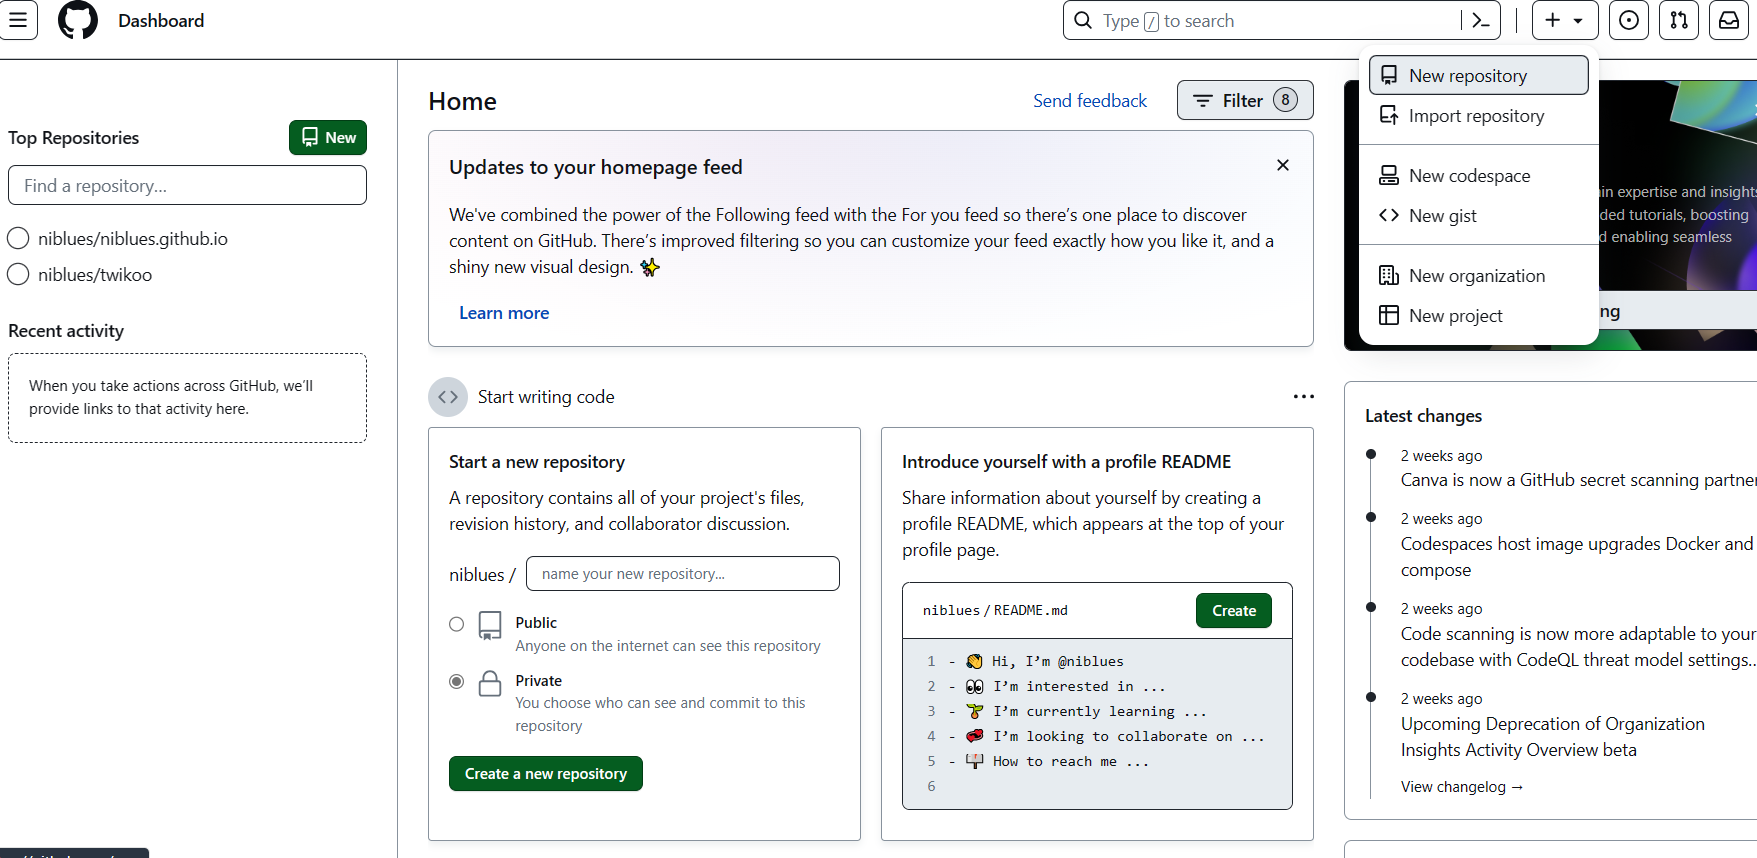 Dashboard
Type / to search
New repository
Import repository
New codespace
New gist
New organization
New project
Top Repositories
New
Find a repository...
niblues/niblues.github.io
niblues/twikoo
Recent activity
When you take actions across GitHub, we’ll
provide links to that activity here.
Home
Send feedback
Filter 8
Updates to your homepage feed
We've combined the power of the Following feed with the For you feed so there’s one place to discover
content on GitHub. There’s improved filtering so you can customize your feed exactly how you like it, and a
shiny new visual design. ✨
Learn more
Start writing code
Start a new repository
A repository contains all of your project's files,
revision history, and collaborator discussion.
niblues /
name your new repository...
Public
Anyone on the internet can see this repository
Private
You choose who can see and commit to this
repository
Create a new repository
Introduce yourself with a profile README
Share information about yourself by creating a
profile README, which appears at the top of your
profile page.
niblues / README.md
Create
1 - 👋 Hi, I’m @niblues
2 - 👀 I’m interested in ...
3 - 🌱 I’m currently learning ...
4 - 💞️ I’m looking to collaborate on ...
5 - 📫 How to reach me ...
6
expertise and insights
tutorials, boosting
enabling seamless
Latest changes
2 weeks ago
Canva is now a GitHub secret scanning partner
2 weeks ago
Codespaces host image upgrades Docker and
compose
2 weeks ago
Code scanning is now more adaptable to your
codebase with CodeQL threat model settings..
2 weeks ago
Upcoming Deprecation of Organization
Insights Activity Overview beta
View changelog →